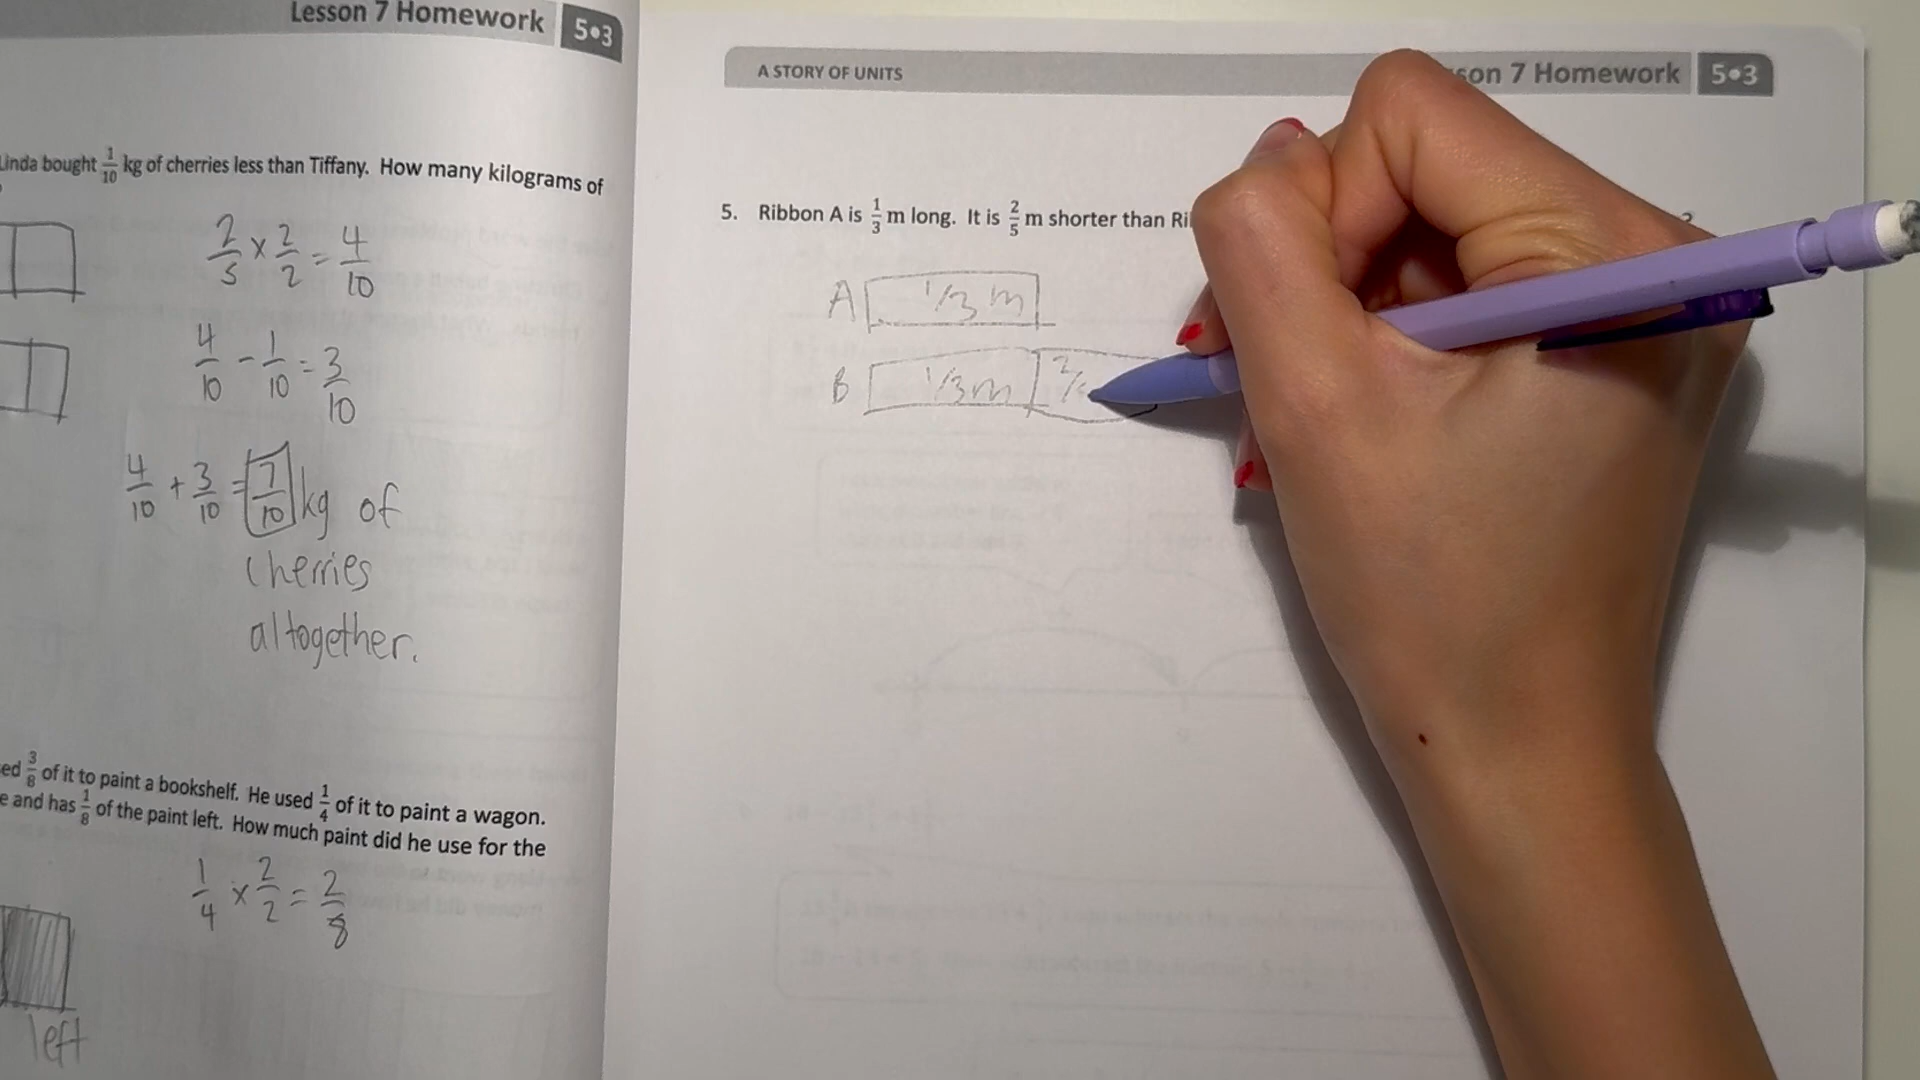 Lesson 7 Homework 5•3
Linda bought 1/10 kg of cherries less than Tiffany. How many kilograms of
2/5 × 2/2 = 4/10
4/10 - 1/10 = 3/10
4/10 + 3/10 = 7/10 kg of
cherries
altogether.
3/8 of it to paint a bookshelf. He used 1/4 of it to paint a wagon.
and has 1/8 of the paint left. How much paint did he use for the
1/4 × 2/2 = 2/8
left
A STORY OF UNITS
7 Homework 5•3
5. Ribbon A is 1/3 m long. It is 2/5 m shorter than
A 1/3 m
B 1/3 m 2/